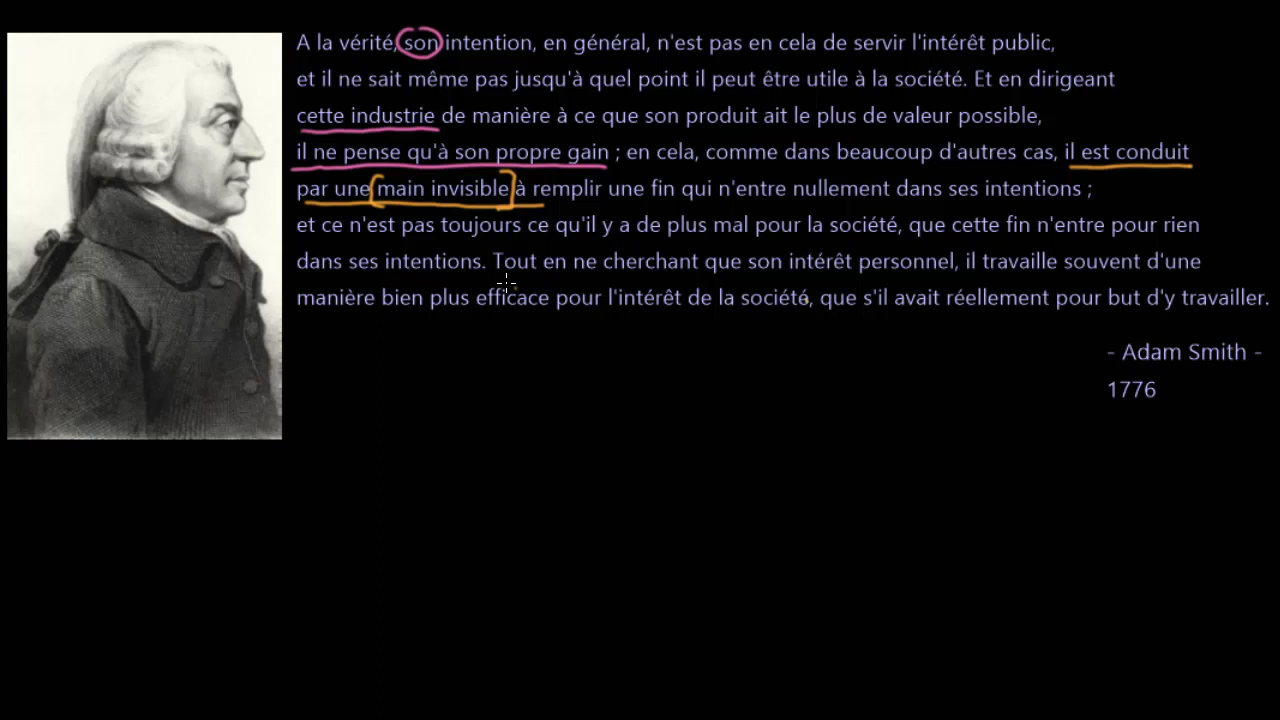 A la vérité, son intention, en général, n'est pas en cela de servir l'intérêt public,
et il ne sait même pas jusqu'à quel point il peut être utile à la société. Et en dirigeant
cette industrie de manière à ce que son produit ait le plus de valeur possible,
il ne pense qu'à son propre gain ; en cela, comme dans beaucoup d'autres cas, il est conduit
par une main invisible à remplir une fin qui n'entre nullement dans ses intentions ;
et ce n'est pas toujours ce qu'il y a de plus mal pour la société, que cette fin n'entre pour rien
dans ses intentions. Tout en ne cherchant que son intérêt personnel, il travaille souvent d'une
manière bien plus efficace pour l'intérêt de la société, que s'il avait réellement pour but d'y travailler.
- Adam Smith -
1776